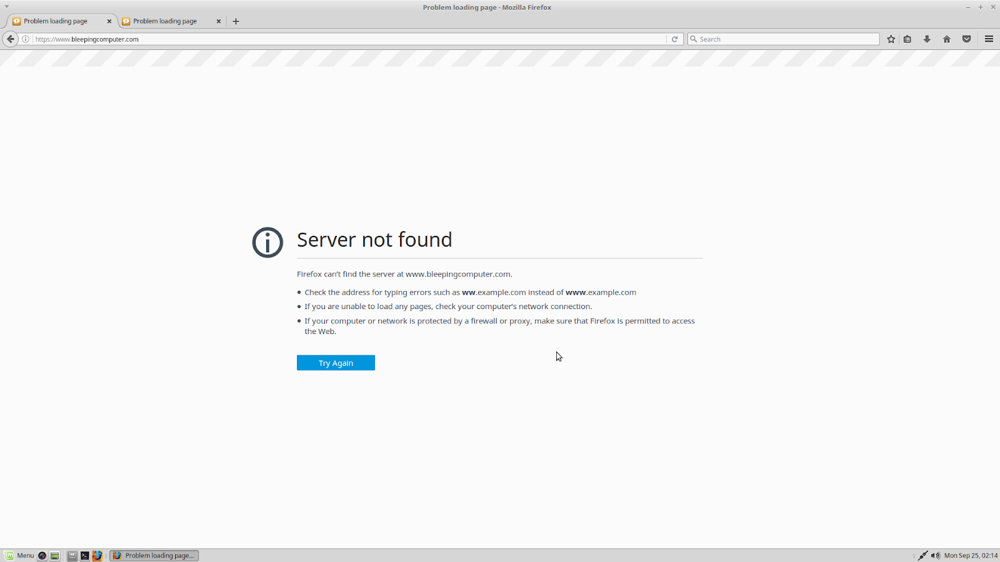 Problem loading page - Mozilla Firefox
Problem loading page
Problem loading page
https://www.bleepingcomputer.com
Search
Server not found
Firefox can't find the server at www.bleepingcomputer.com.
Check the address for typing errors such as ww.example.com instead of www.example.com
If you are unable to load any pages, check your computer's network connection.
If your computer or network is protected by a firewall or proxy, make sure that Firefox is permitted to access
the Web.
Try Again
Menu
Problem loading page...
Mon Sep 25, 02:14